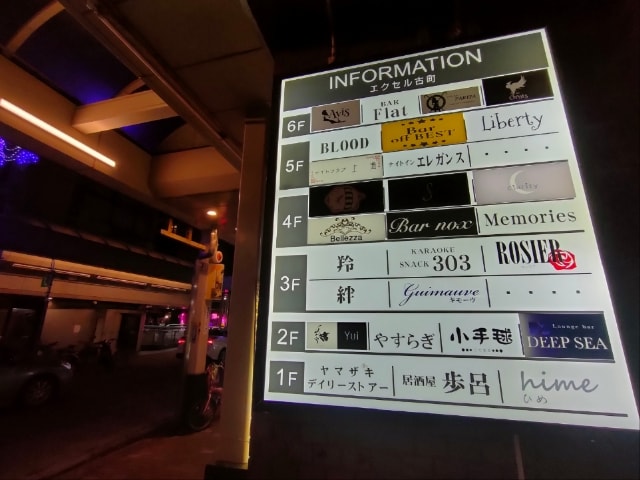 INFORMATION
エクセル古町
6F
Avis
BAR
Flat
5F
BLOOD
Bar
off BEST
Liberty
ナイトイン エレガンス
4F
S
Bellezza
Bar nox
Memories
3F
羚
KARAOKE
SNACK 303
ROSIER
絆
Guimauve
ギモーヴ
2F
Yui
やすらぎ
小手毬
Lounge bar
DEEP SEA
1F
ヤマザキ
デイリーストアー
居酒屋 歩呂
hime
ひめ